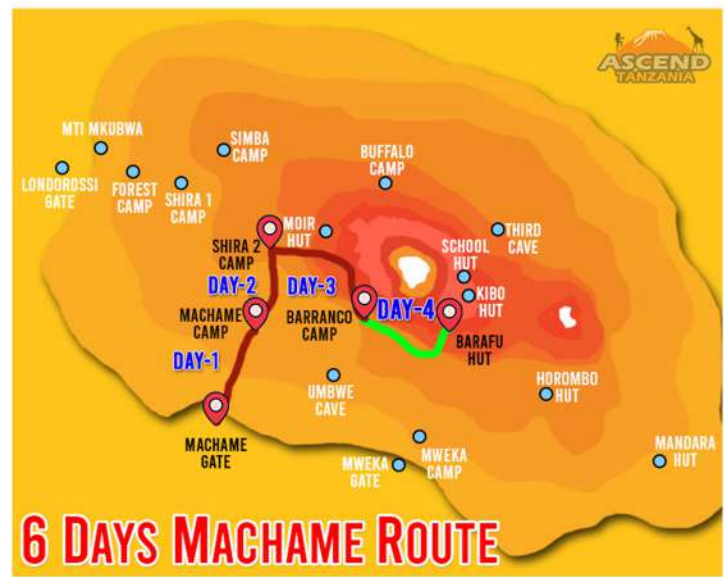 ASCEND
TANZANIA
MTI MKUBWA
LONDOROSSI
GATE
FOREST
CAMP
SHIRA 1
CAMP
SIMBA
CAMP
BUFFALO
CAMP
SHIRA 2
CAMP
MOIR
HUT
THIRD
CAVE
SCHOOL
HUT
KIBO
HUT
DAY-2
DAY-3
DAY-4
MACHAME
CAMP
BARRANCO
CAMP
BARAFU
HUT
DAY-1
UMBWE
CAVE
HOROMBO
HUT
MACHAME
GATE
MWEKA
CAMP
MWEKA
GATE
MANDARA
HUT
6 DAYS MACHAME ROUTE